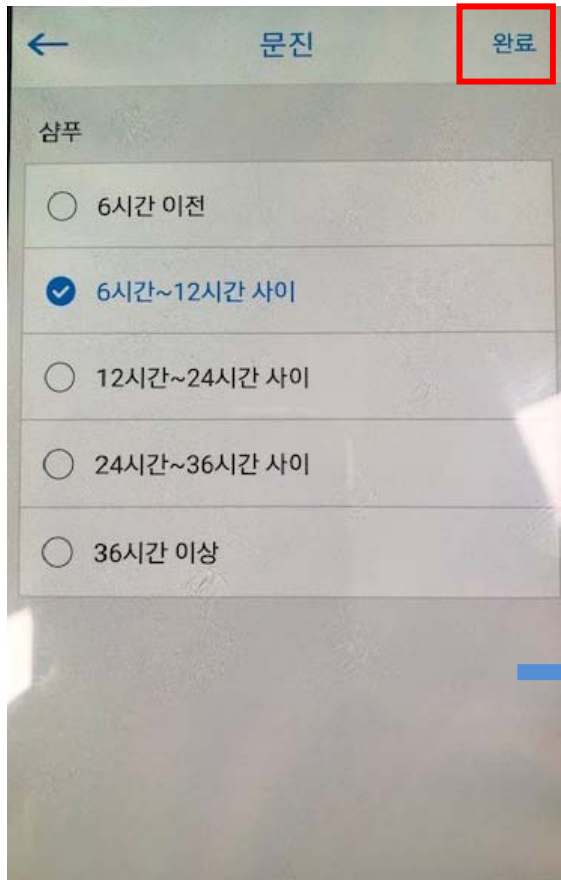 문진
완료
샴푸
6시간 이전
6시간~12시간 사이
12시간~24시간 사이
24시간~36시간 사이
36시간 이상